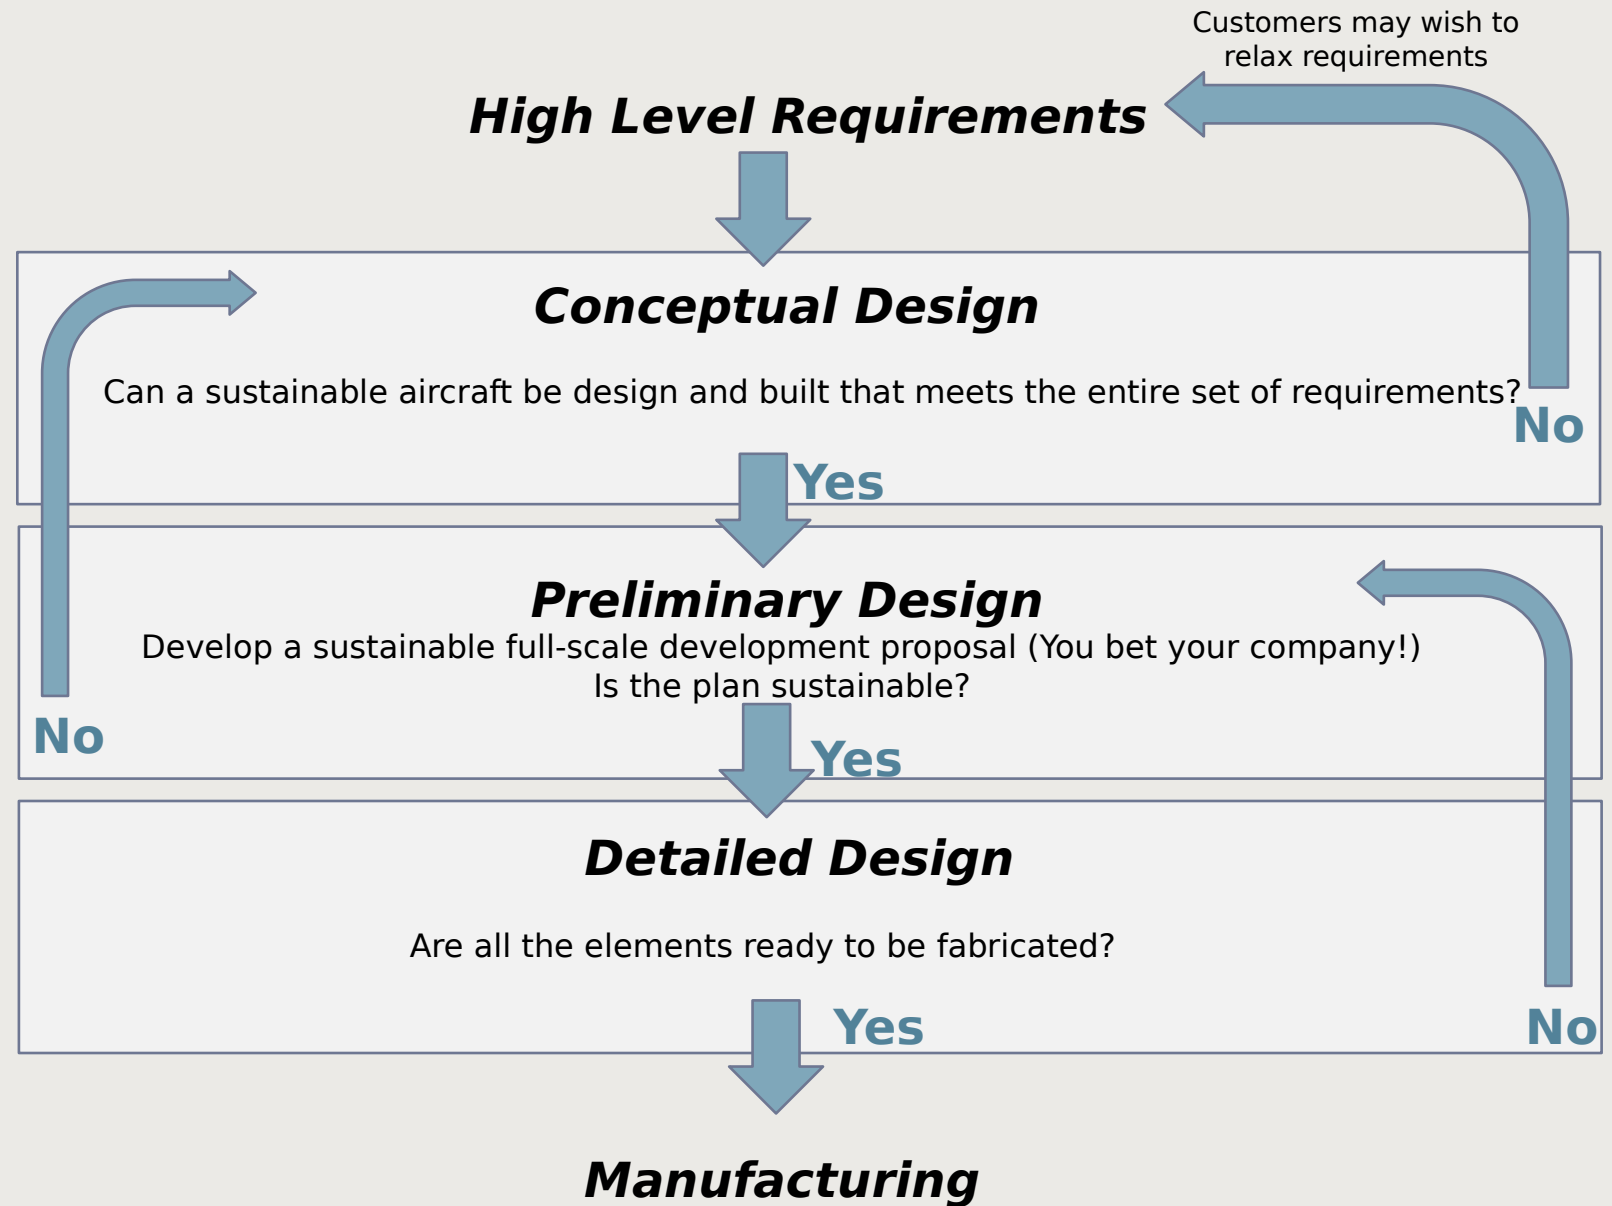 Customers may wish to
relax requirements
High Level Requirements
Conceptual Design
Can a sustainable aircraft be design and built that meets the entire set of requirements?
No
Yes
Preliminary Design
Develop a sustainable full-scale development proposal (You bet your company!)
Is the plan sustainable?
No
Yes
Detailed Design
Are all the elements ready to be fabricated?
Yes
No
Manufacturing